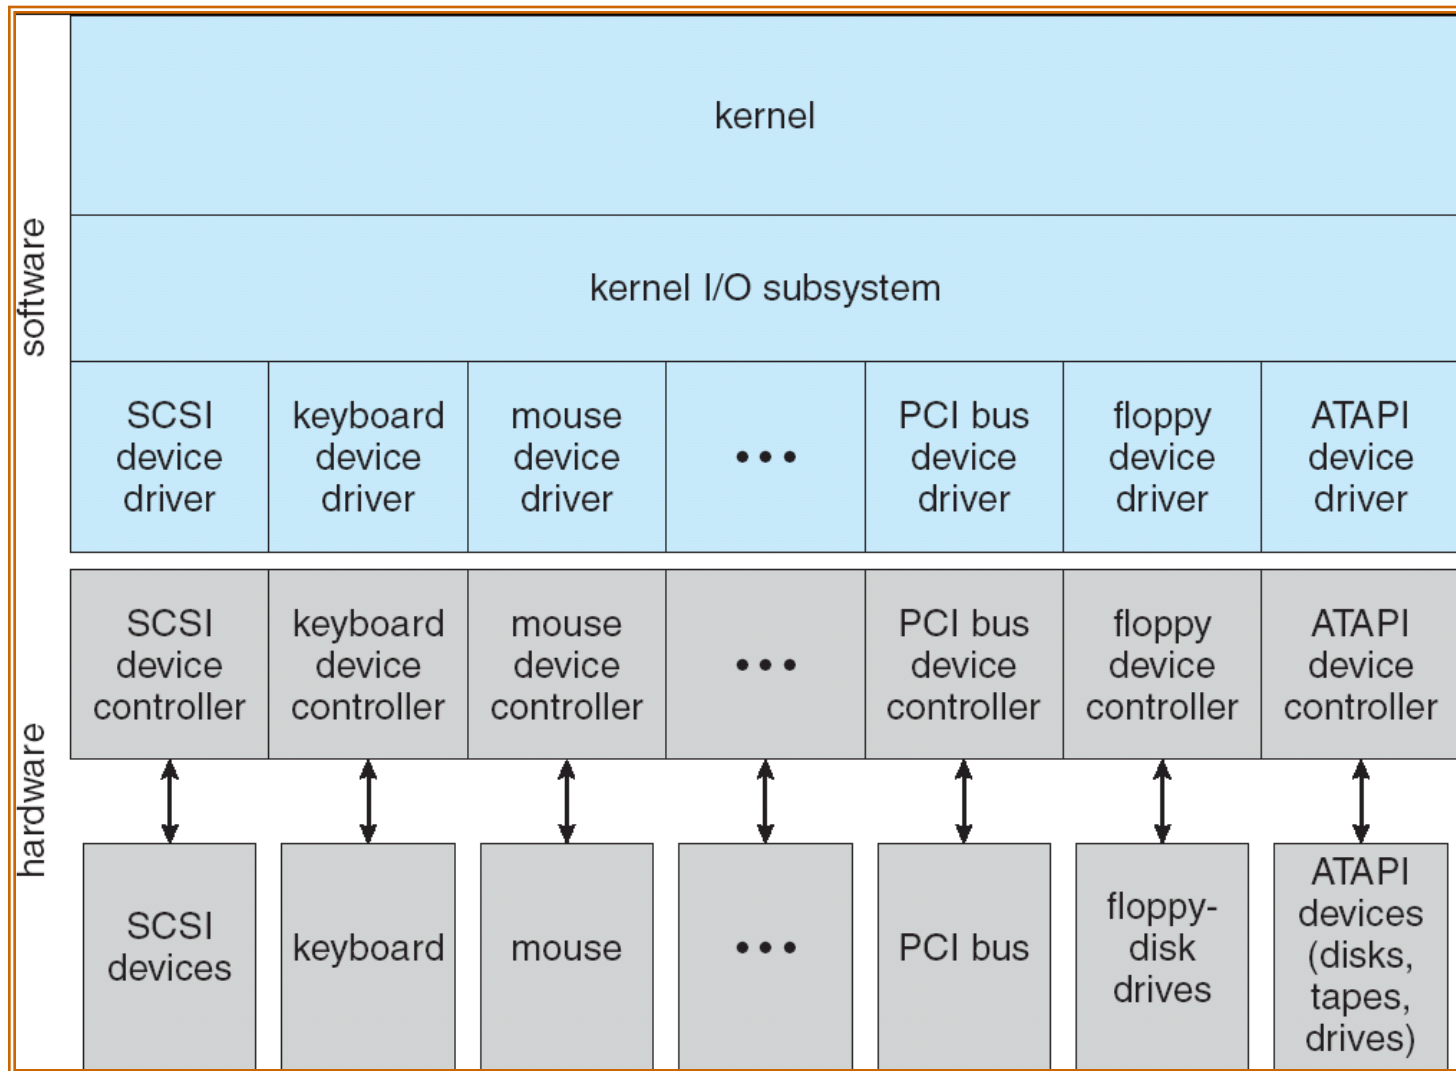 software
kernel
kernel I/O subsystem
SCSI
device
driver
keyboard
device
driver
mouse
device
driver
•••
PCI bus
device
driver
floppy
device
driver
ATAPI
device
driver
hardware
SCSI
device
controller
keyboard
device
controller
mouse
device
controller
•••
PCI bus
device
controller
floppy
device
controller
ATAPI
device
controller
SCSI
devices
keyboard
mouse
•••
PCI bus
floppy-
disk
drives
ATAPI
devices
(disks,
tapes,
drives)